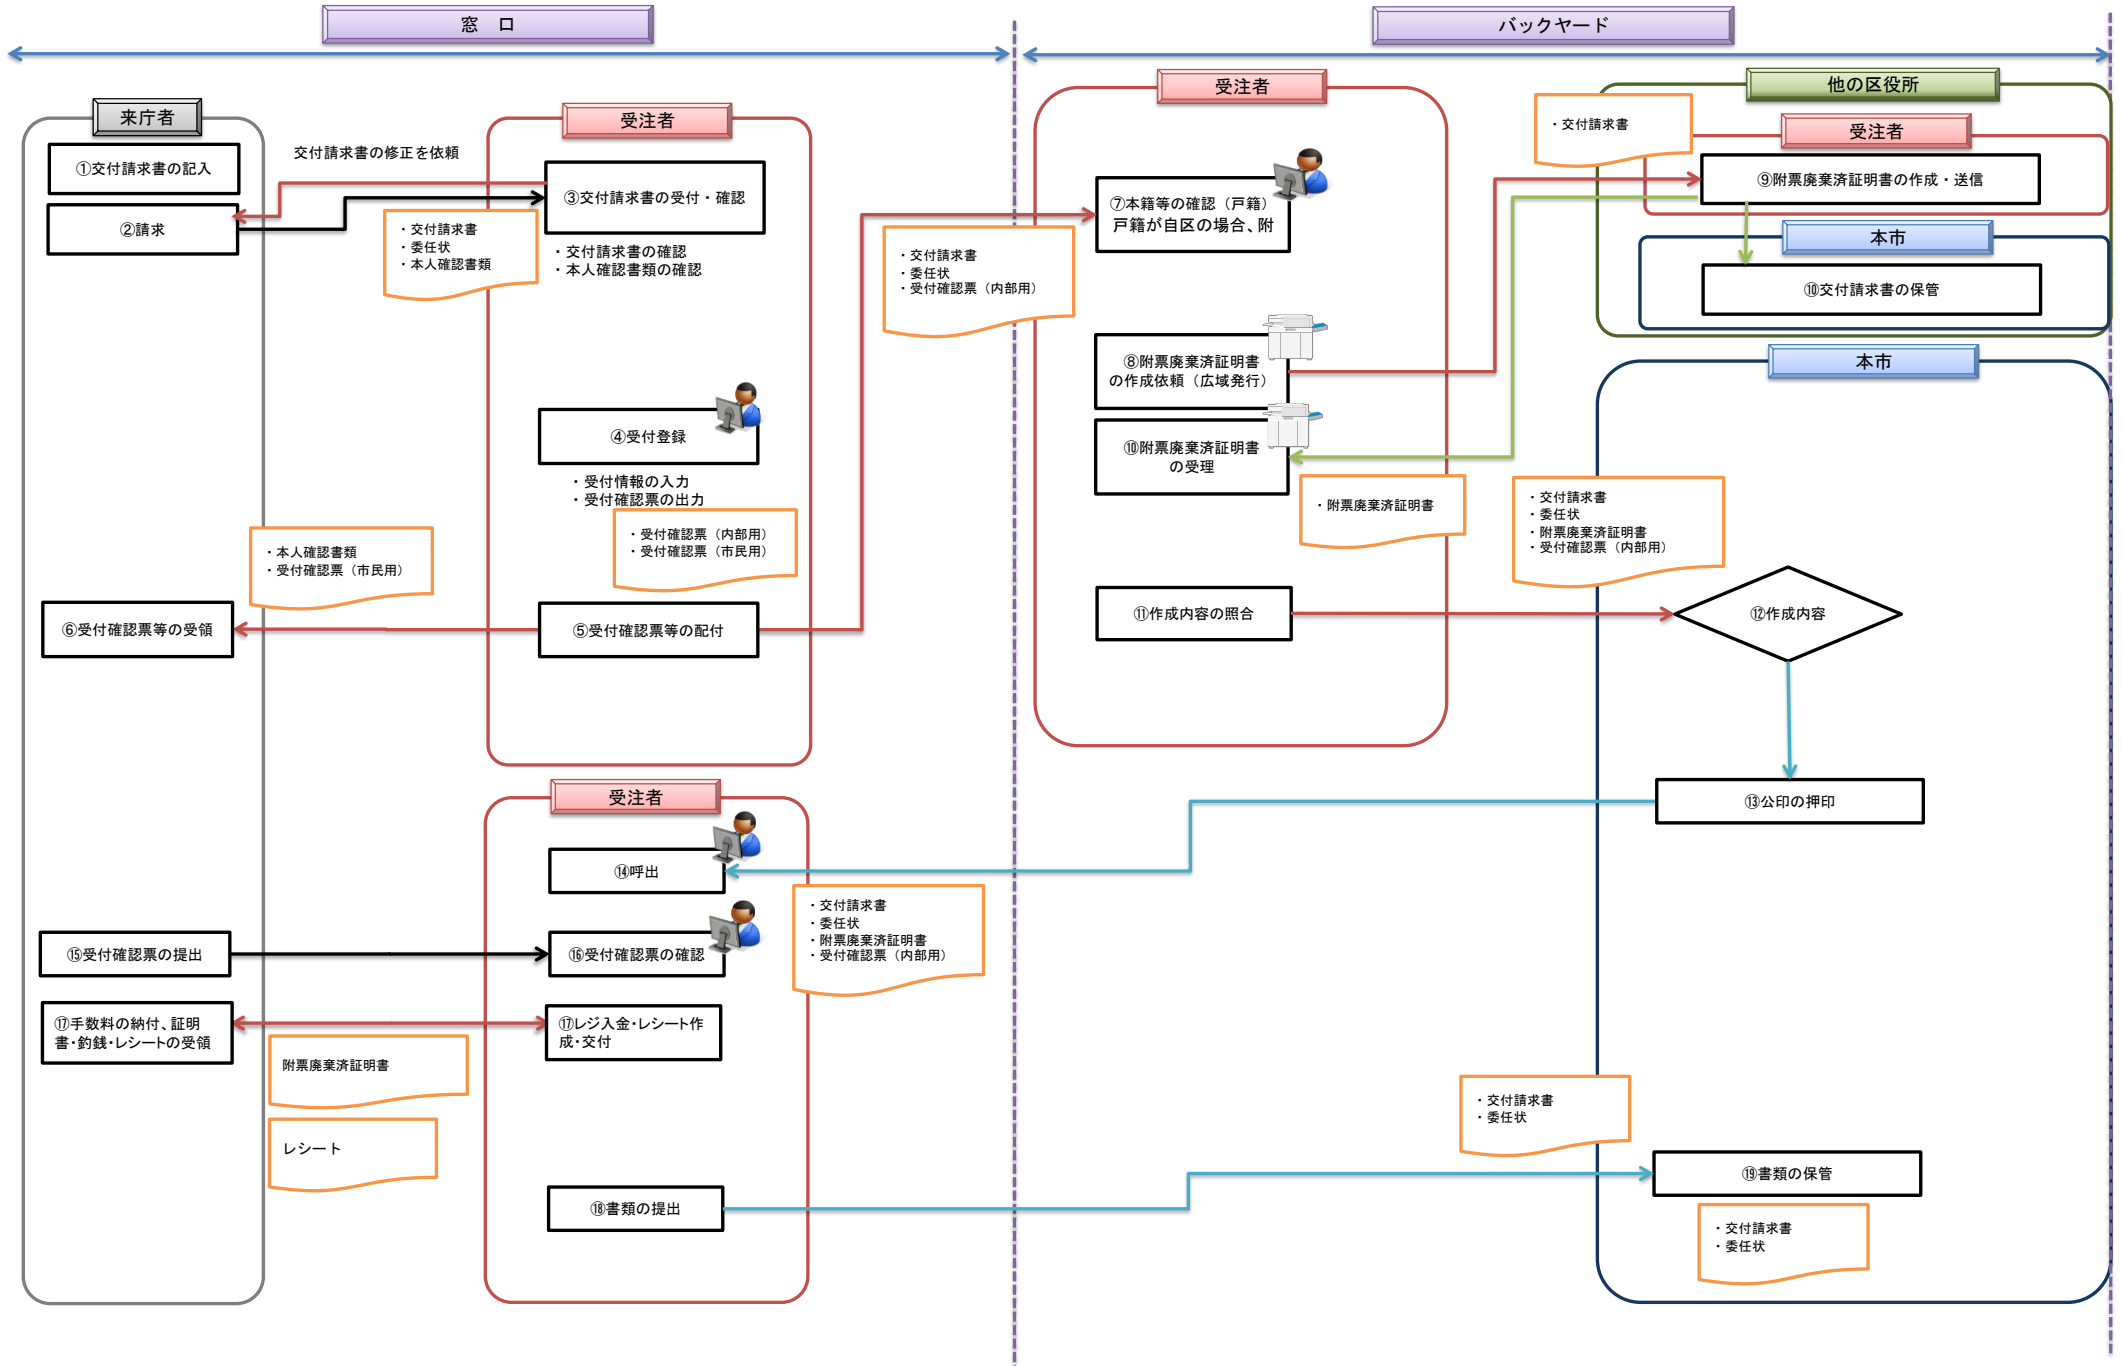 窓　口
バックヤード
来庁者
①交付請求書の記入
②請求
交付請求書の修正を依頼
受注者
③交付請求書の受付・確認
・交付請求書の確認
・本人確認書類の確認
・交付請求書
・委任状
・本人確認書類
④受付登録
・受付情報の入力
・受付確認票の出力
・受付確認票（内部用）
・受付確認票（市民用）
・本人確認書類
・受付確認票（市民用）
⑤受付確認票等の配付
⑥受付確認票等の受領
・交付請求書
・委任状
・受付確認票（内部用）
受注者
⑦本籍等の確認（戸籍）
戸籍が自区の場合、附
⑧附票廃棄済証明書
の作成依頼（広域発行）
⑩附票廃棄済証明書
の受理
・附票廃棄済証明書
⑪作成内容の照合
他の区役所
・交付請求書
受注者
⑨附票廃棄済証明書の作成・送信
本市
⑩交付請求書の保管
本市
・交付請求書
・委任状
・附票廃棄済証明書
・受付確認票（内部用）
⑫作成内容
⑬公印の押印
受注者
⑭呼出
・交付請求書
・委任状
・附票廃棄済証明書
・受付確認票（内部用）
⑮受付確認票の提出
⑯受付確認票の確認
⑰手数料の納付、証明
書・釣銭・レシートの受領
⑰レジ入金・レシート作
成・交付
附票廃棄済証明書
レシート
⑱書類の提出
・交付請求書
・委任状
⑲書類の保管
・交付請求書
・委任状